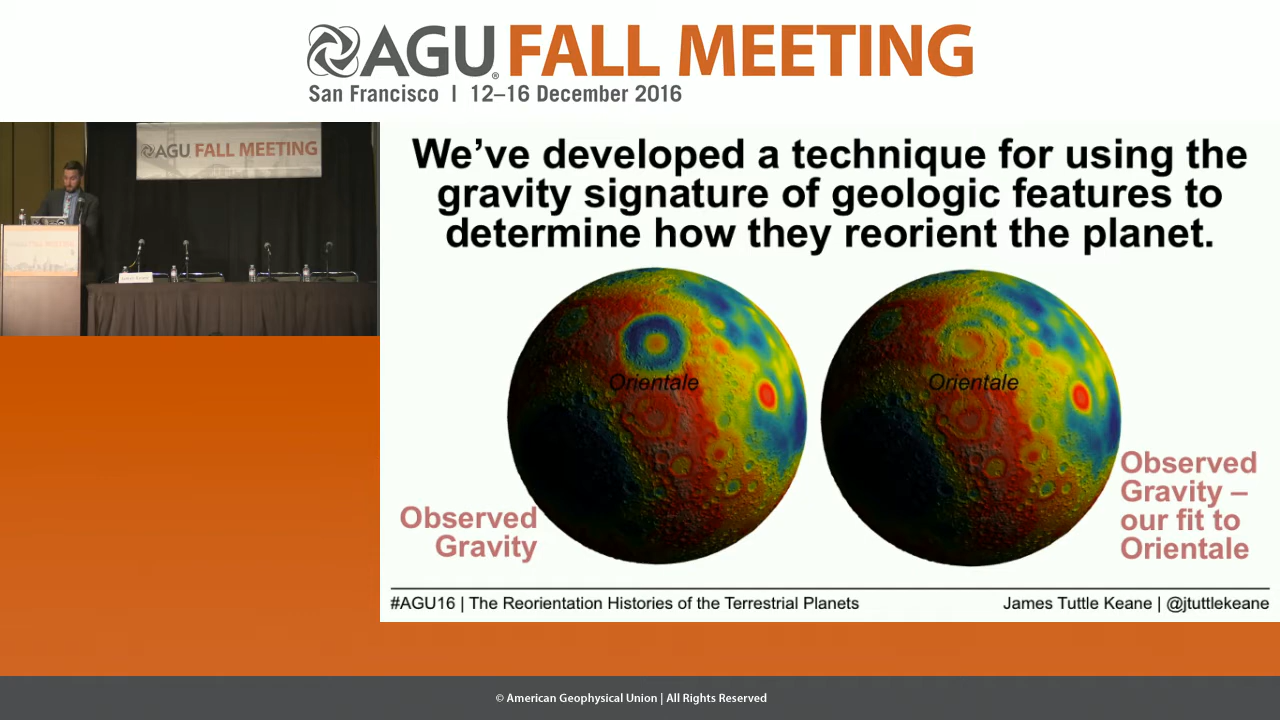 AGU FALL MEETING
San Francisco | 12–16 December 2016
AGU FALL MEETING
We've developed a technique for using the
gravity signature of geologic features to
determine how they reorient the planet.
Orientale
Orientale
Observed
Gravity
Observed
Gravity –
our fit to
Orientale
#AGU16 | The Reorientation Histories of the Terrestrial Planets
James Tuttle Keane | @jtuttlekeane
© American Geophysical Union | All Rights Reserved